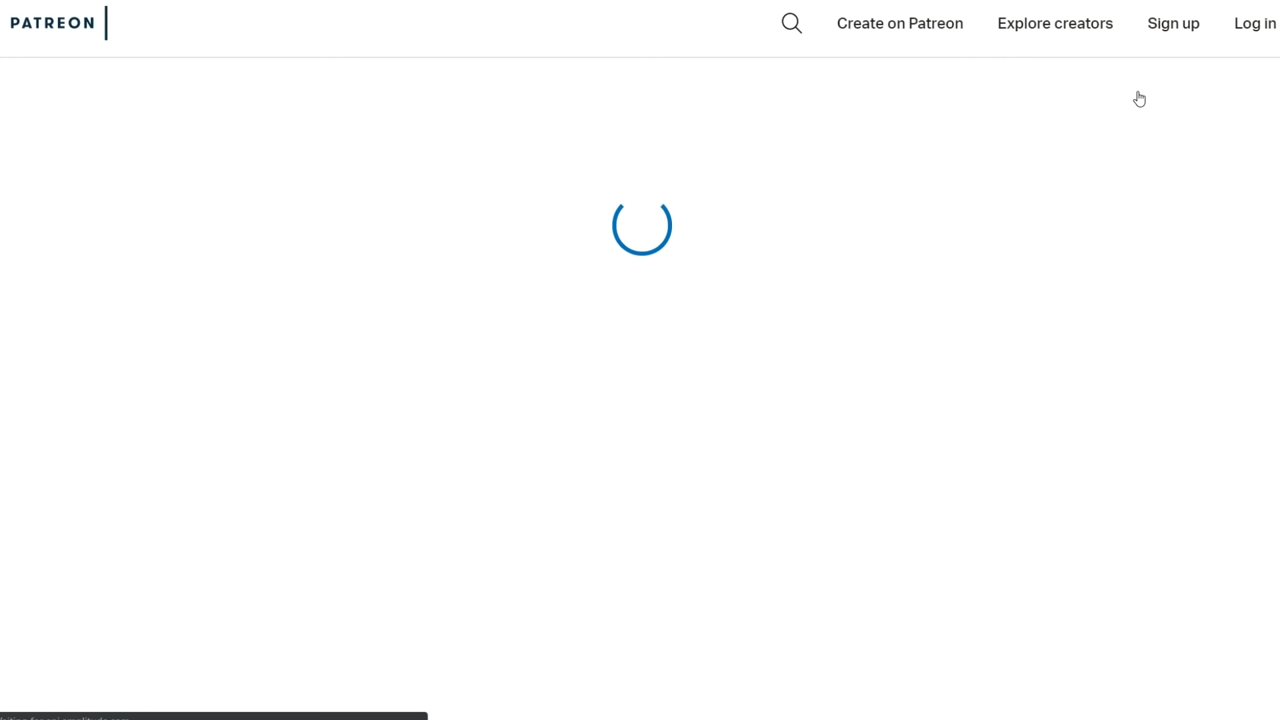 PATREON
Create on Patreon
Explore creators
Sign up
Log in